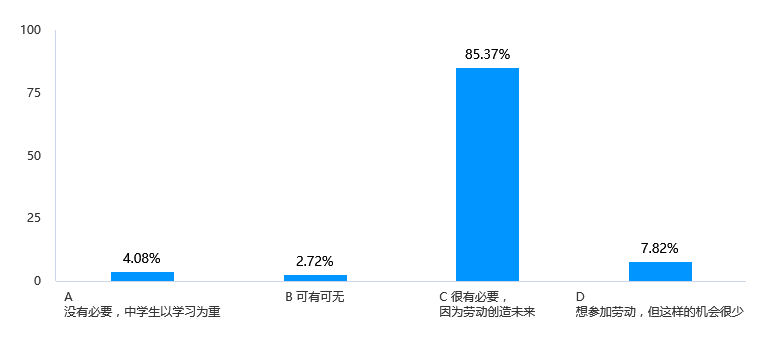 100
85.37%
75
50
25
7.82%
4.08%
2.72%
0
A
没有必要，中学生以学习为重
B 可有可无
C 很有必要，
因为劳动创造未来
D
想参加劳动，但这样的机会很少